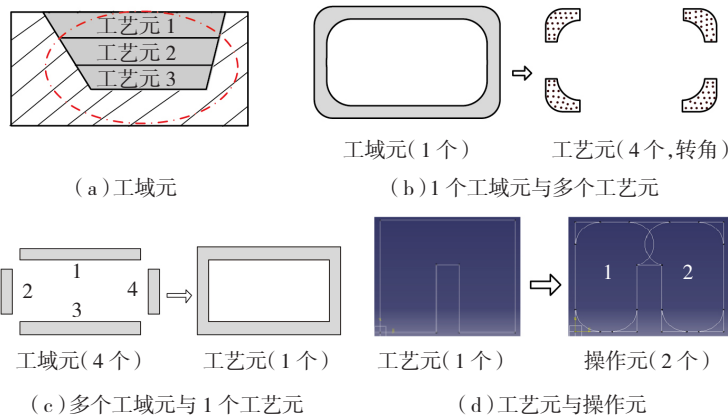 工艺元 1
工艺元 2
工艺元 3
工域元(1个)
工艺元(4个,转角)
(a)工域元
(b)1个工域元与多个工艺元
1
2
3
4
工域元(4个)
工艺元(1个)
1
2
工艺元(1个)
操作元(2个)
(c)多个工域元与1个工艺元
(d)工艺元与操作元